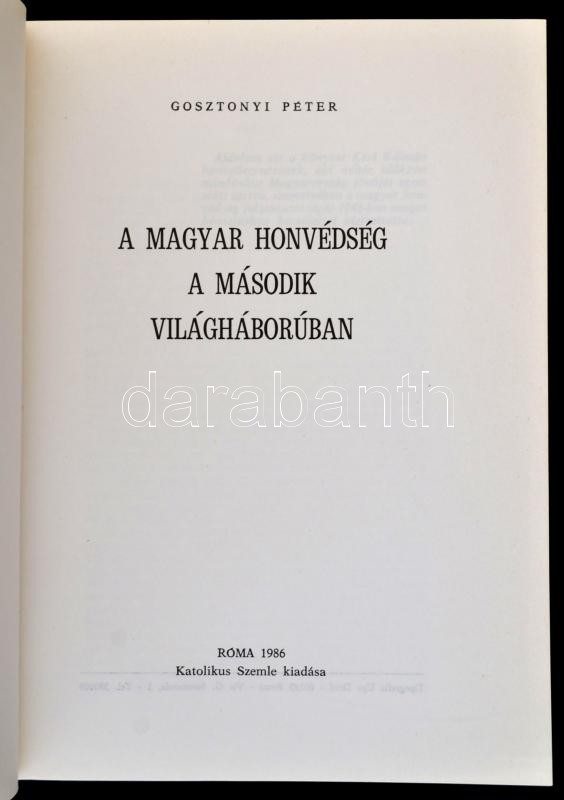 GOSZTONYI PÉTER
A MAGYAR HONVÉDSÉG
A MÁSODIK
VILÁGHÁBORÚBAN
darabanth
RÓMA 1986
Katolikus Szemle kiadása